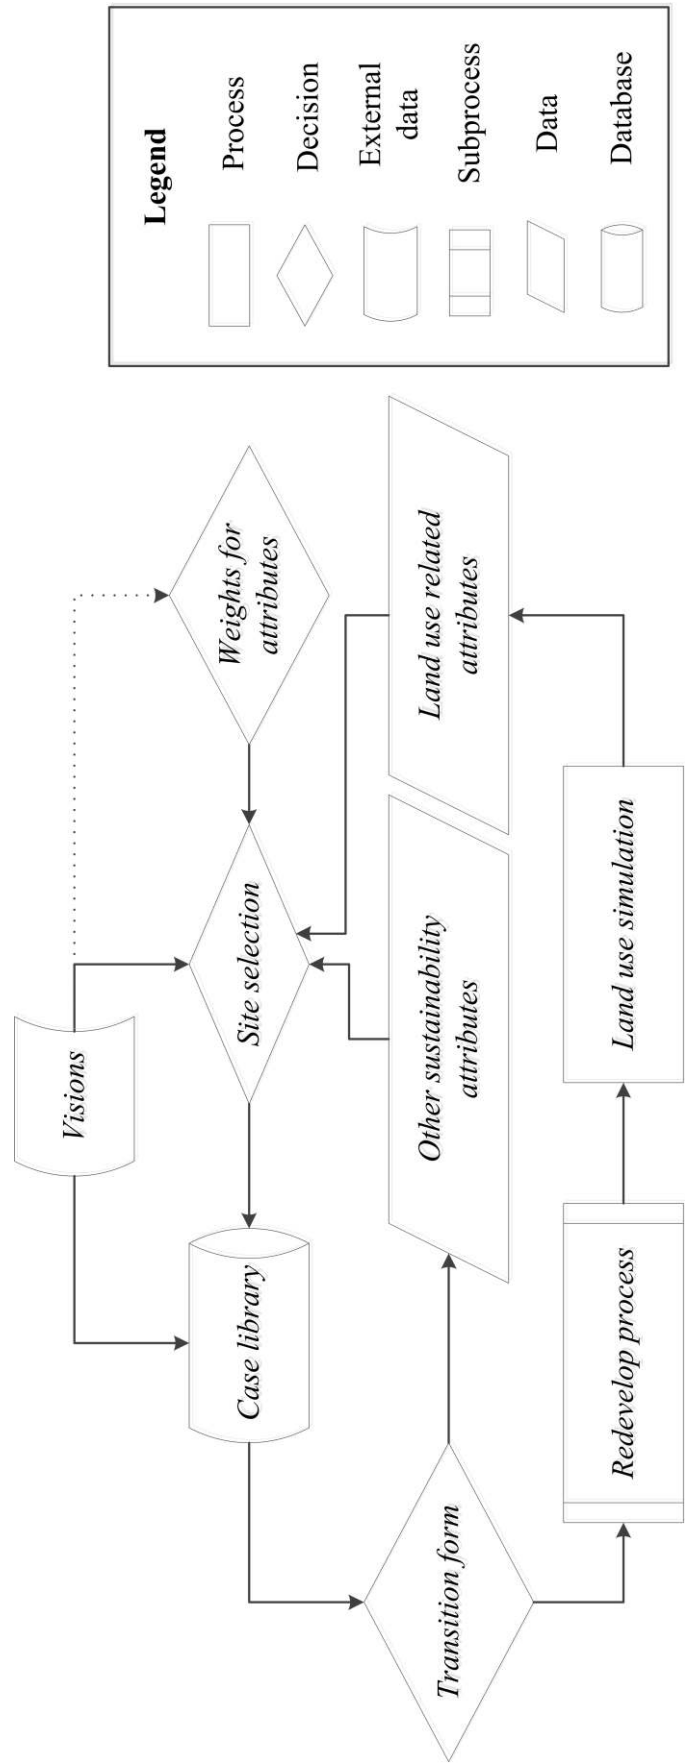 Visions
Case library
Site selection
Weights for
attributes
Transition form
Other sustainability
attributes
Land use related
attributes
Redevelop process
Land use simulation
Legend
Process
Decision
External
data
Subprocess
Data
Database